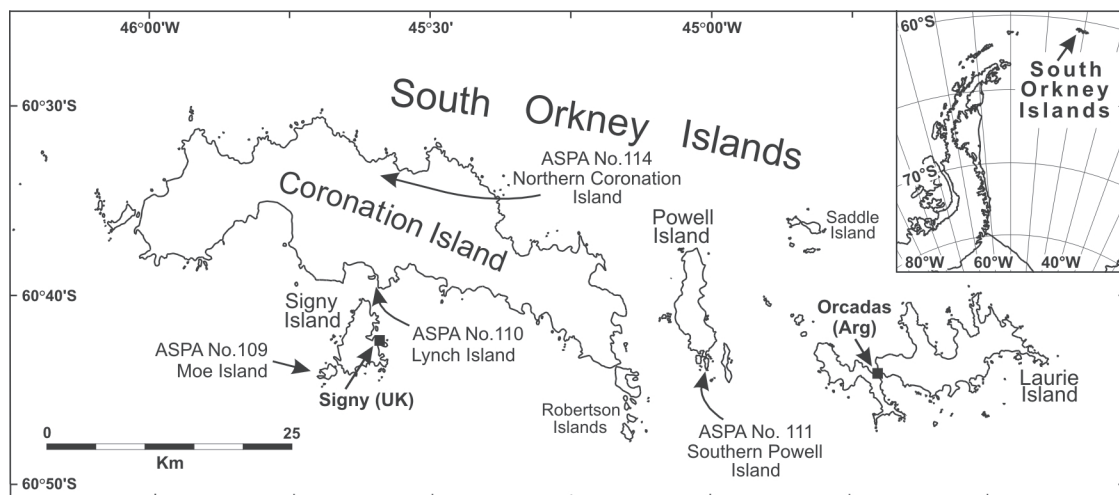 46°00'W
45°30'W
45°00'W
60°S
South
Orkney
Islands
70°S
80°W
60°W
40°W
60°30'S
South Orkney Islands
ASPA No.114
Northern Coronation
Island
Coronation Island
Powell
Island
Saddle
Island
60°40'S
Signy
Island
ASPA No.110
Lynch Island
Orcadas
(Arg)
ASPA No.109
Moe Island
Signy (UK)
Laurie
Island
Robertson
Islands
ASPA No. 111
Southern Powell
Island
0
25
Km
60°50'S